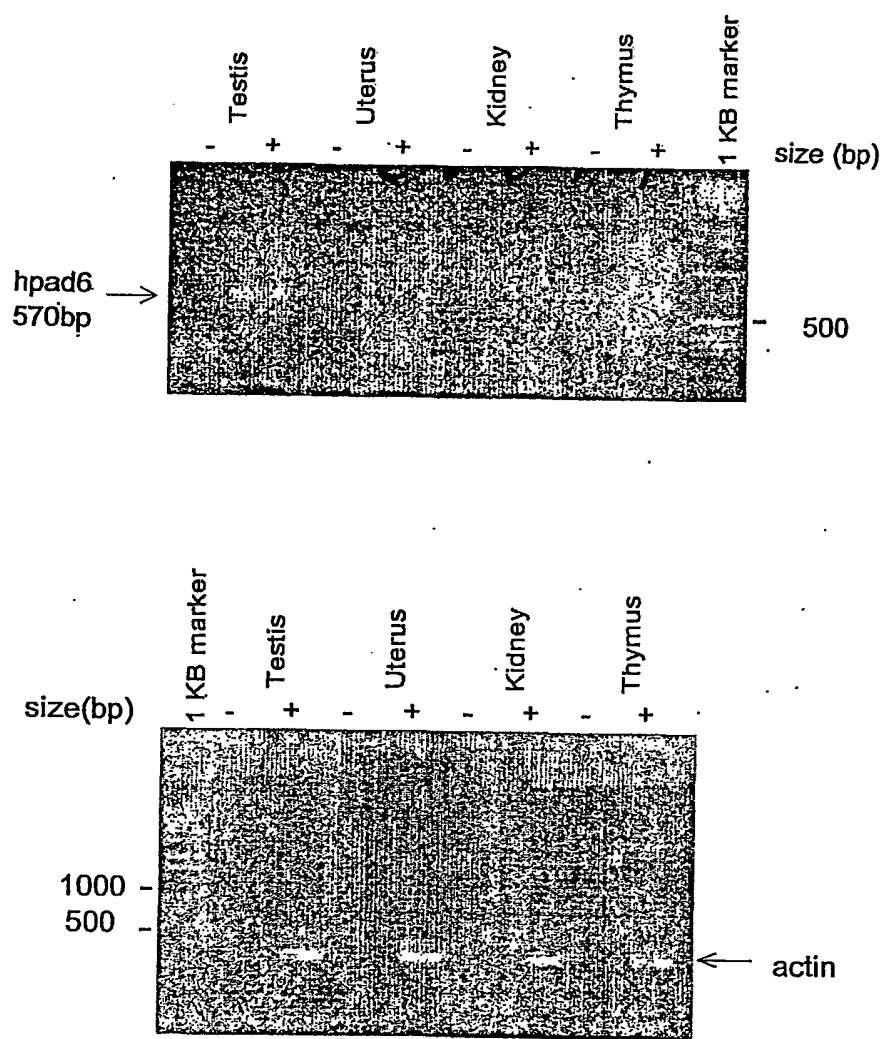 Testis
Uterus
Kidney
Thymus
1 KB marker
- + - + - + - +
size (bp)
hpad6
570bp
- 500
1 KB marker
Testis
Uterus
Kidney
Thymus
size(bp)
- + - + - + - +
1000 -
500 -
actin